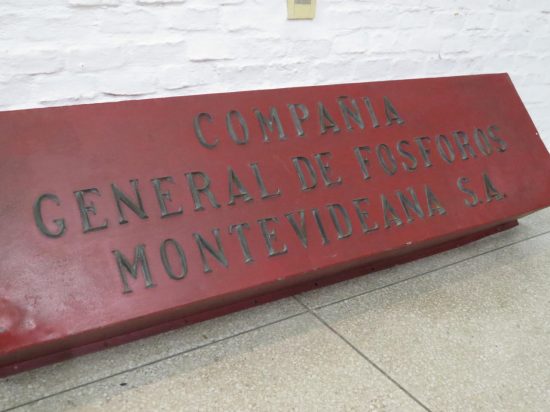 COMPAÑIA
GENERAL DE FOSFOROS
MONTEVIDEANA S.A.